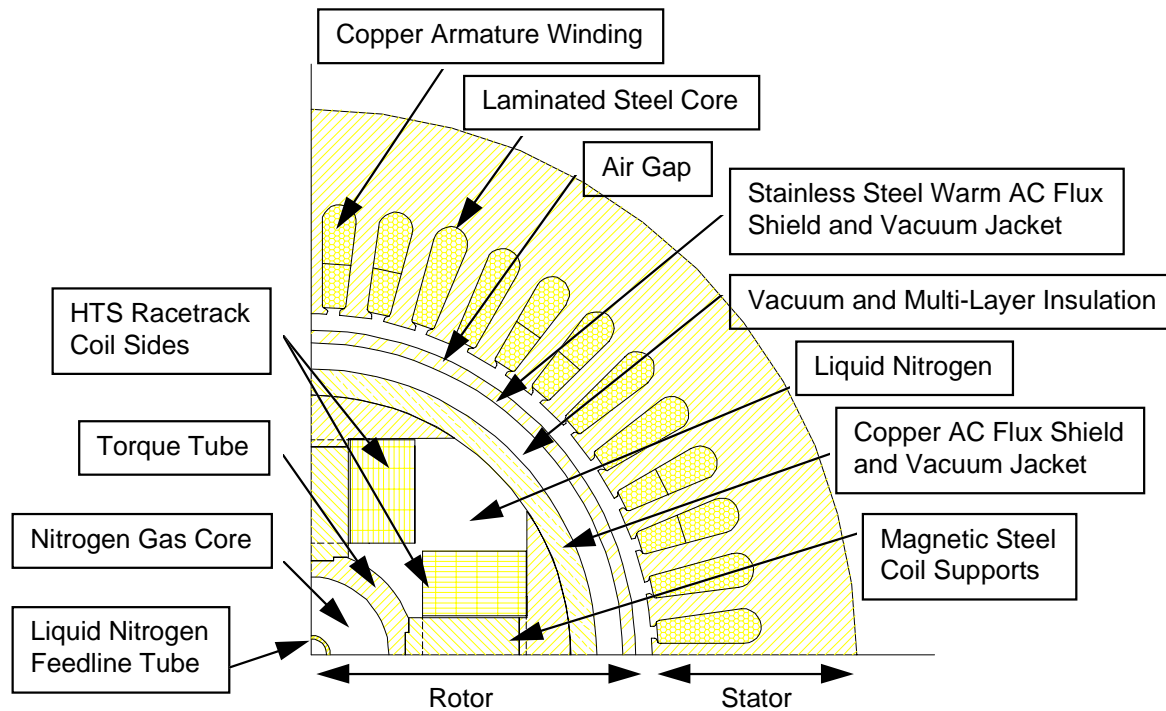 Copper Armature Winding
Laminated Steel Core
Air Gap
Stainless Steel Warm AC Flux
Shield and Vacuum Jacket
Vacuum and Multi-Layer Insulation
HTS Racetrack
Coil Sides
Liquid Nitrogen
Torque Tube
Copper AC Flux Shield
and Vacuum Jacket
Nitrogen Gas Core
Magnetic Steel
Coil Supports
Liquid Nitrogen
Feedline Tube
Rotor
Stator